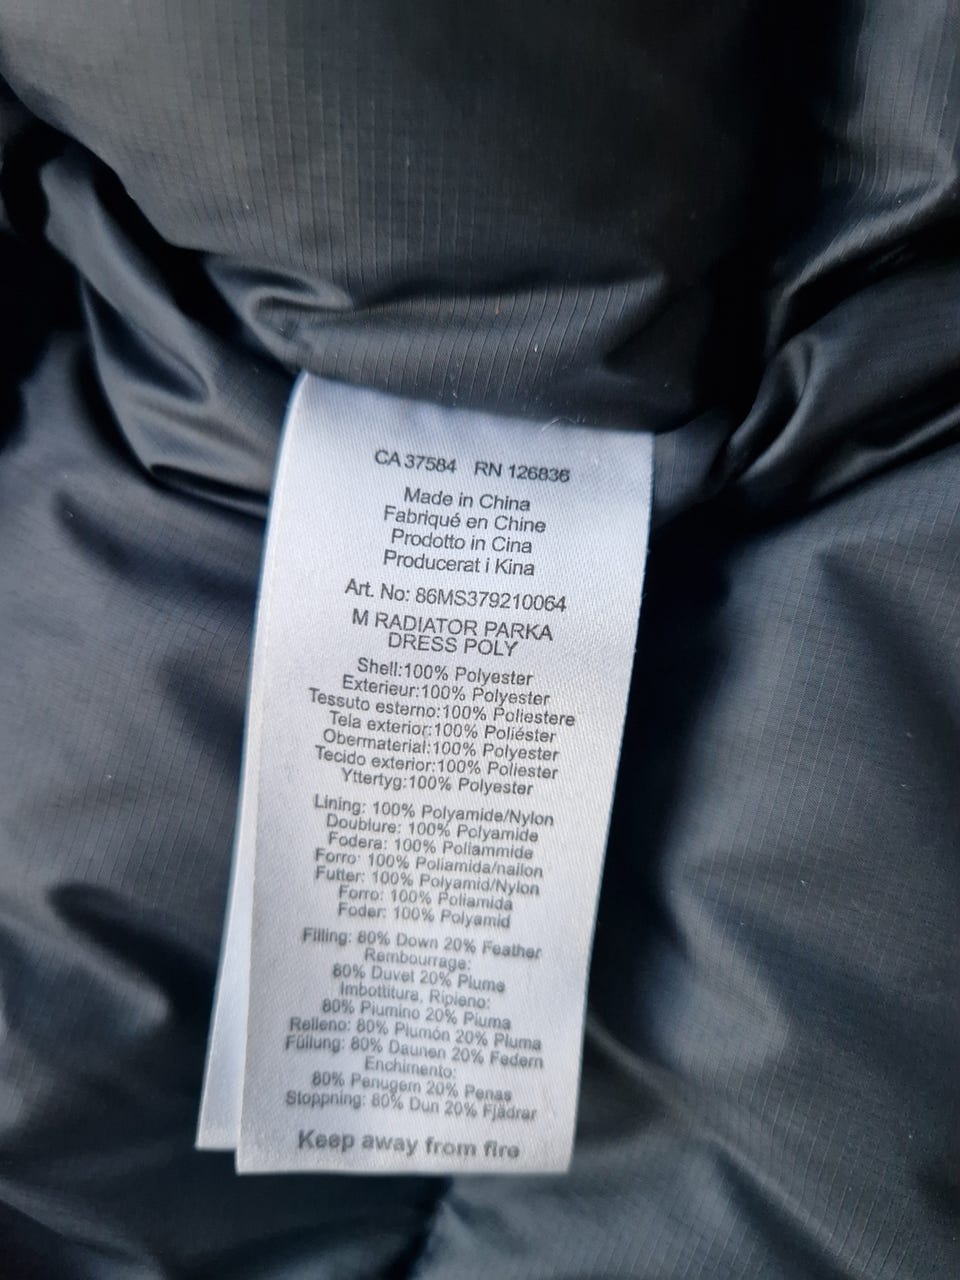 CA 37584 RN 126836
Made in China
Fabriqué en Chine
Prodotto in Cina
Producerat i Kina
Art. No: 86MS379210064
M RADIATOR PARKA
DRESS POLY
Shell:100% Polyester
Exterieur:100% Polyester
Tessuto esterno:100% Poliestere
Tela exterior:100% Poliéster
Obermaterial:100% Polyester
Tecido exterior:100% Poliester
Yttertyg:100% Polyester
Lining: 100% Polyamide/Nylon
Doublure: 100% Polyamide
Fodera: 100% Poliammide
Forro: 100% Poliamida/nailon
Futter: 100% Polyamid/Nylon
Forro: 100% Poliamida
Foder: 100% Polyamid
Filling: 80% Down 20% Feather
Rembourrage:
80% Duvet 20% Plume
Imbottitura, Ripieno:
80% Piumino 20% Piuma
Relleno: 80% Plumón 20% Pluma
Füllung: 80% Daunen 20% Federn
Enchimento:
80% Penugem 20% Penas
Stoppning: 80% Dun 20% Fjädrar
Keep away from fire